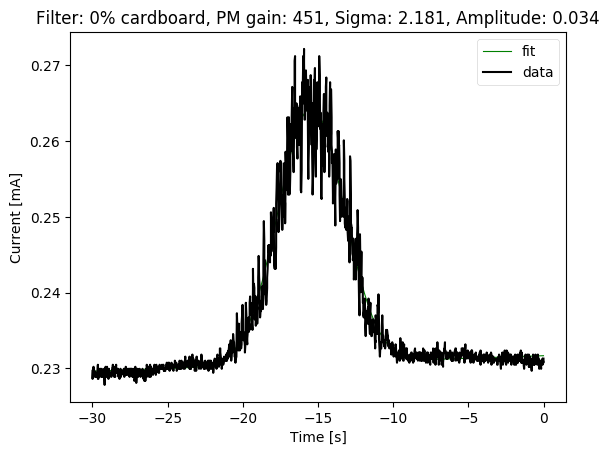 Filter: 0% cardboard, PM gain: 451, Sigma: 2.181, Amplitude: 0.034
fit
data
0.27
0.26
0.25
0.24
0.23
Current [mA]
−30
−25
−20
−15
−10
−5
0
Time [s]